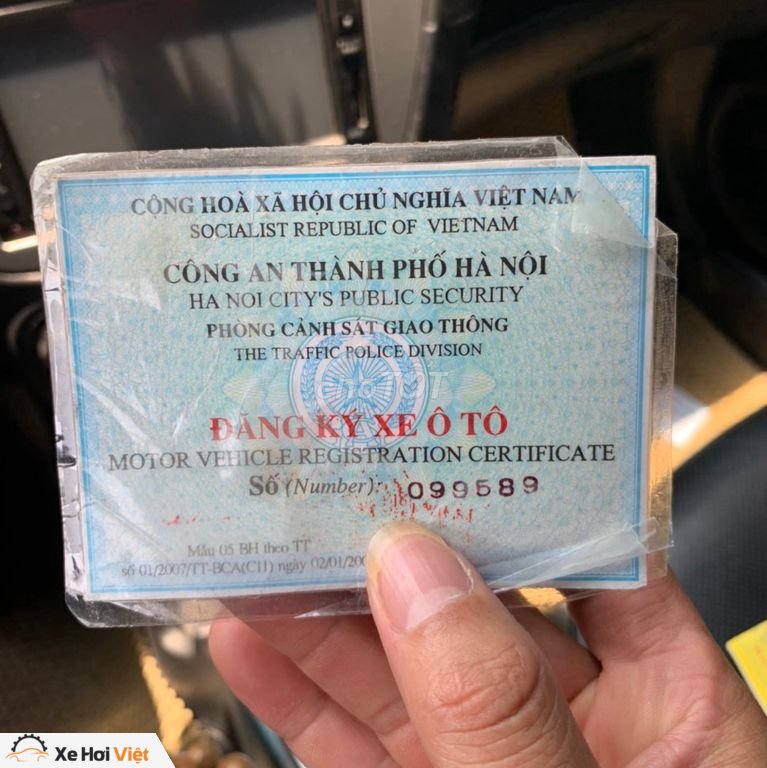 CỘNG HOÀ XÃ HỘI CHỦ NGHĨA VIỆT NAM
SOCIALIST REPUBLIC OF VIETNAM
CÔNG AN THÀNH PHỐ HÀ NỘI
HA NOI CITY'S PUBLIC SECURITY
PHÒNG CẢNH SÁT GIAO THÔNG
THE TRAFFIC POLICE DIVISION
ĐĂNG KÝ XE Ô TÔ
MOTOR VEHICLE REGISTRATION CERTIFICATE
Số (Number): 099589
Mẫu 05 BH theo TT
số 01/2007/TT-BCA(C11) ngày 02/01/200
Xe Hơi Việt